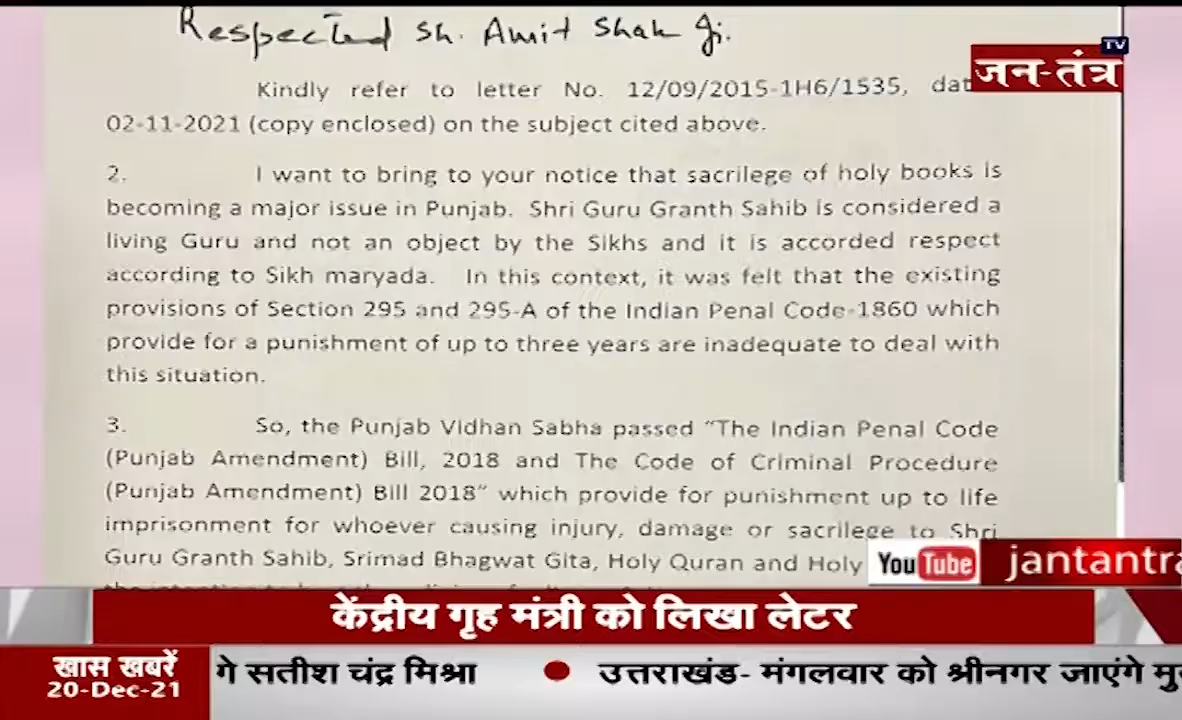 Respected Sh. Amit Shah Ji.
जन-तंत्र TV
Kindly refer to letter No. 12/09/2015-1H6/1535,
02-11-2021 (copy enclosed) on the subject cited above.
2. I want to bring to your notice that sacrilege of holy books is
becoming a major issue in Punjab. Shri Guru Granth Sahib is considered a
living Guru and not an object by the Sikhs and it is accorded respect
according to Sikh maryada. In this context, it was felt that the existing
provisions of Section 295 and 295-A of the Indian Penal Code-1860 which
provide for a punishment of up to three years are inadequate to deal with
this situation.
3. So, the Punjab Vidhan Sabha passed “The Indian Penal Code
(Punjab Amendment) Bill, 2018 and The Code of Criminal Procedure
(Punjab Amendment) Bill 2018” which provide for punishment up to life
imprisonment for whoever causing injury, damage or sacrilege to Shri
Guru Granth Sahib, Srimad Bhagwat Gita, Holy Quran and Holy
YouTube jantantra
केंद्रीय गृह मंत्री को लिखा लेटर
खास खबरें
20-Dec-21
गे सतीश चंद्र मिश्रा ● उत्तराखंड- मंगलवार को श्रीनगर जाएंगे